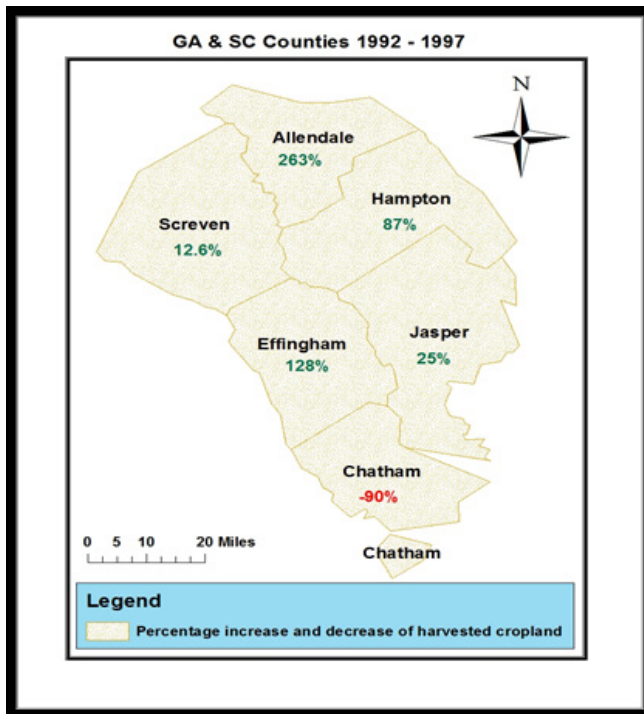 GA & SC Counties 1992 - 1997
N
Allendale
263%
Hampton
87%
Screven
12.6%
Jasper
25%
Effingham
128%
Chatham
-90%
0 5 10 20 Miles
Chatham
Legend
Percentage increase and decrease of harvested cropland